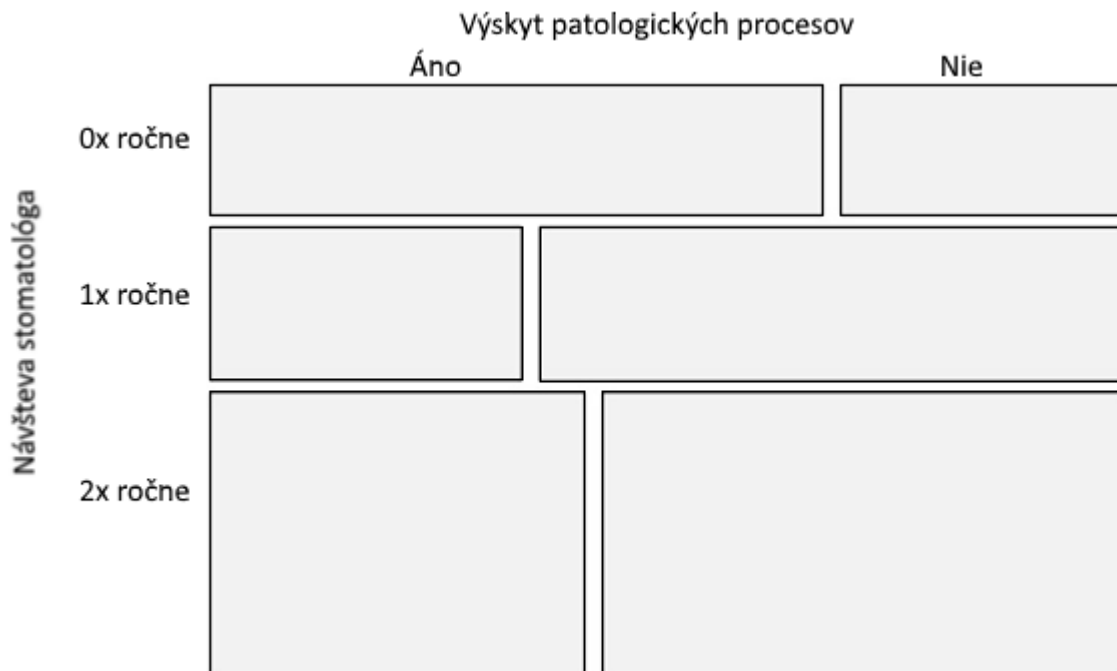 Výskyt patologických procesov
Áno Nie
0x ročne
1x ročne
2x ročne
Návšteva stomatológa